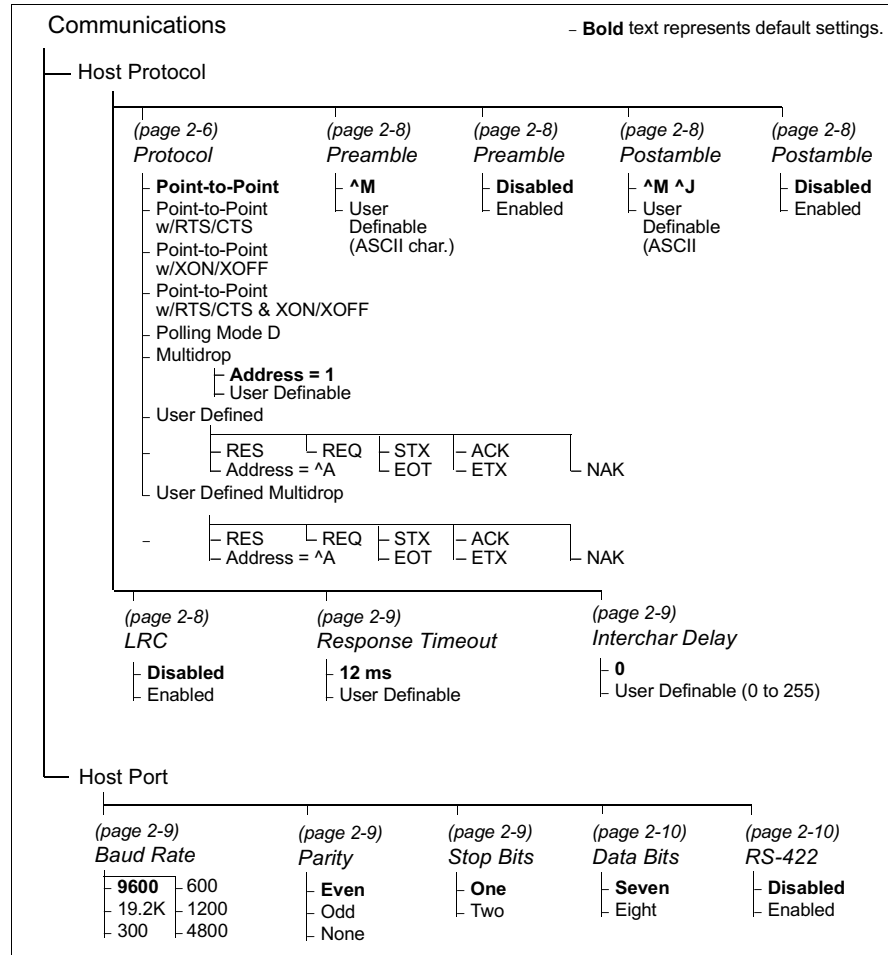 Communications
– Bold text represents default settings.
Host Protocol
(page 2-6)
Protocol
Point-to-Point
Point-to-Point
w/RTS/CTS
Point-to-Point
w/XON/XOFF
Point-to-Point
w/RTS/CTS & XON/XOFF
Polling Mode D
Multidrop
Address = 1
User Definable
User Defined
RES
Address = ^A
REQ
STX
EOT
ACK
ETX
NAK
User Defined Multidrop
RES
Address = ^A
REQ
STX
EOT
ACK
ETX
NAK
(page 2-8)
Preamble
^M
User
Definable
(ASCII char.)
(page 2-8)
Preamble
Disabled
Enabled
(page 2-8)
Postamble
^M ^J
User
Definable
(ASCII
(page 2-8)
Postamble
Disabled
Enabled
(page 2-8)
LRC
Disabled
Enabled
(page 2-9)
Response Timeout
12 ms
User Definable
(page 2-9)
Interchar Delay
0
User Definable (0 to 255)
Host Port
(page 2-9)
Baud Rate
9600
19.2K
300
600
1200
4800
(page 2-9)
Parity
Even
Odd
None
(page 2-9)
Stop Bits
One
Two
(page 2-10)
Data Bits
Seven
Eight
(page 2-10)
RS-422
Disabled
Enabled